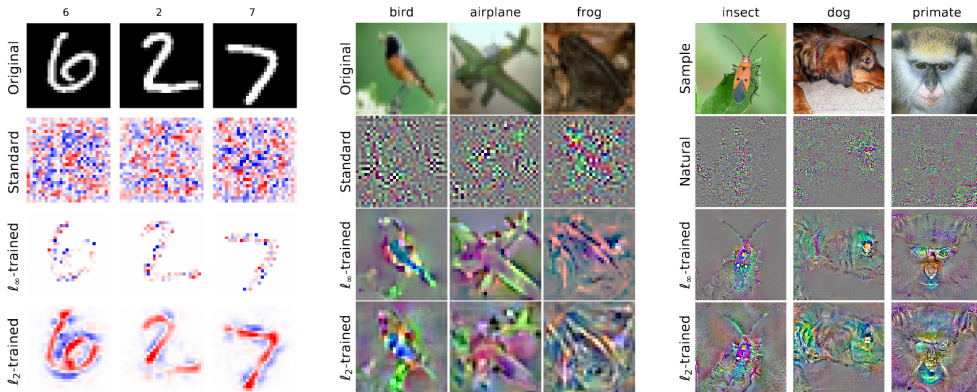 6 2 7
Original
Standard
ℓ∞-trained
ℓ2-trained
bird airplane frog
Original
Standard
ℓ∞-trained
ℓ2-trained
insect dog primate
Sample
Natural
ℓ∞-trained
ℓ2-trained